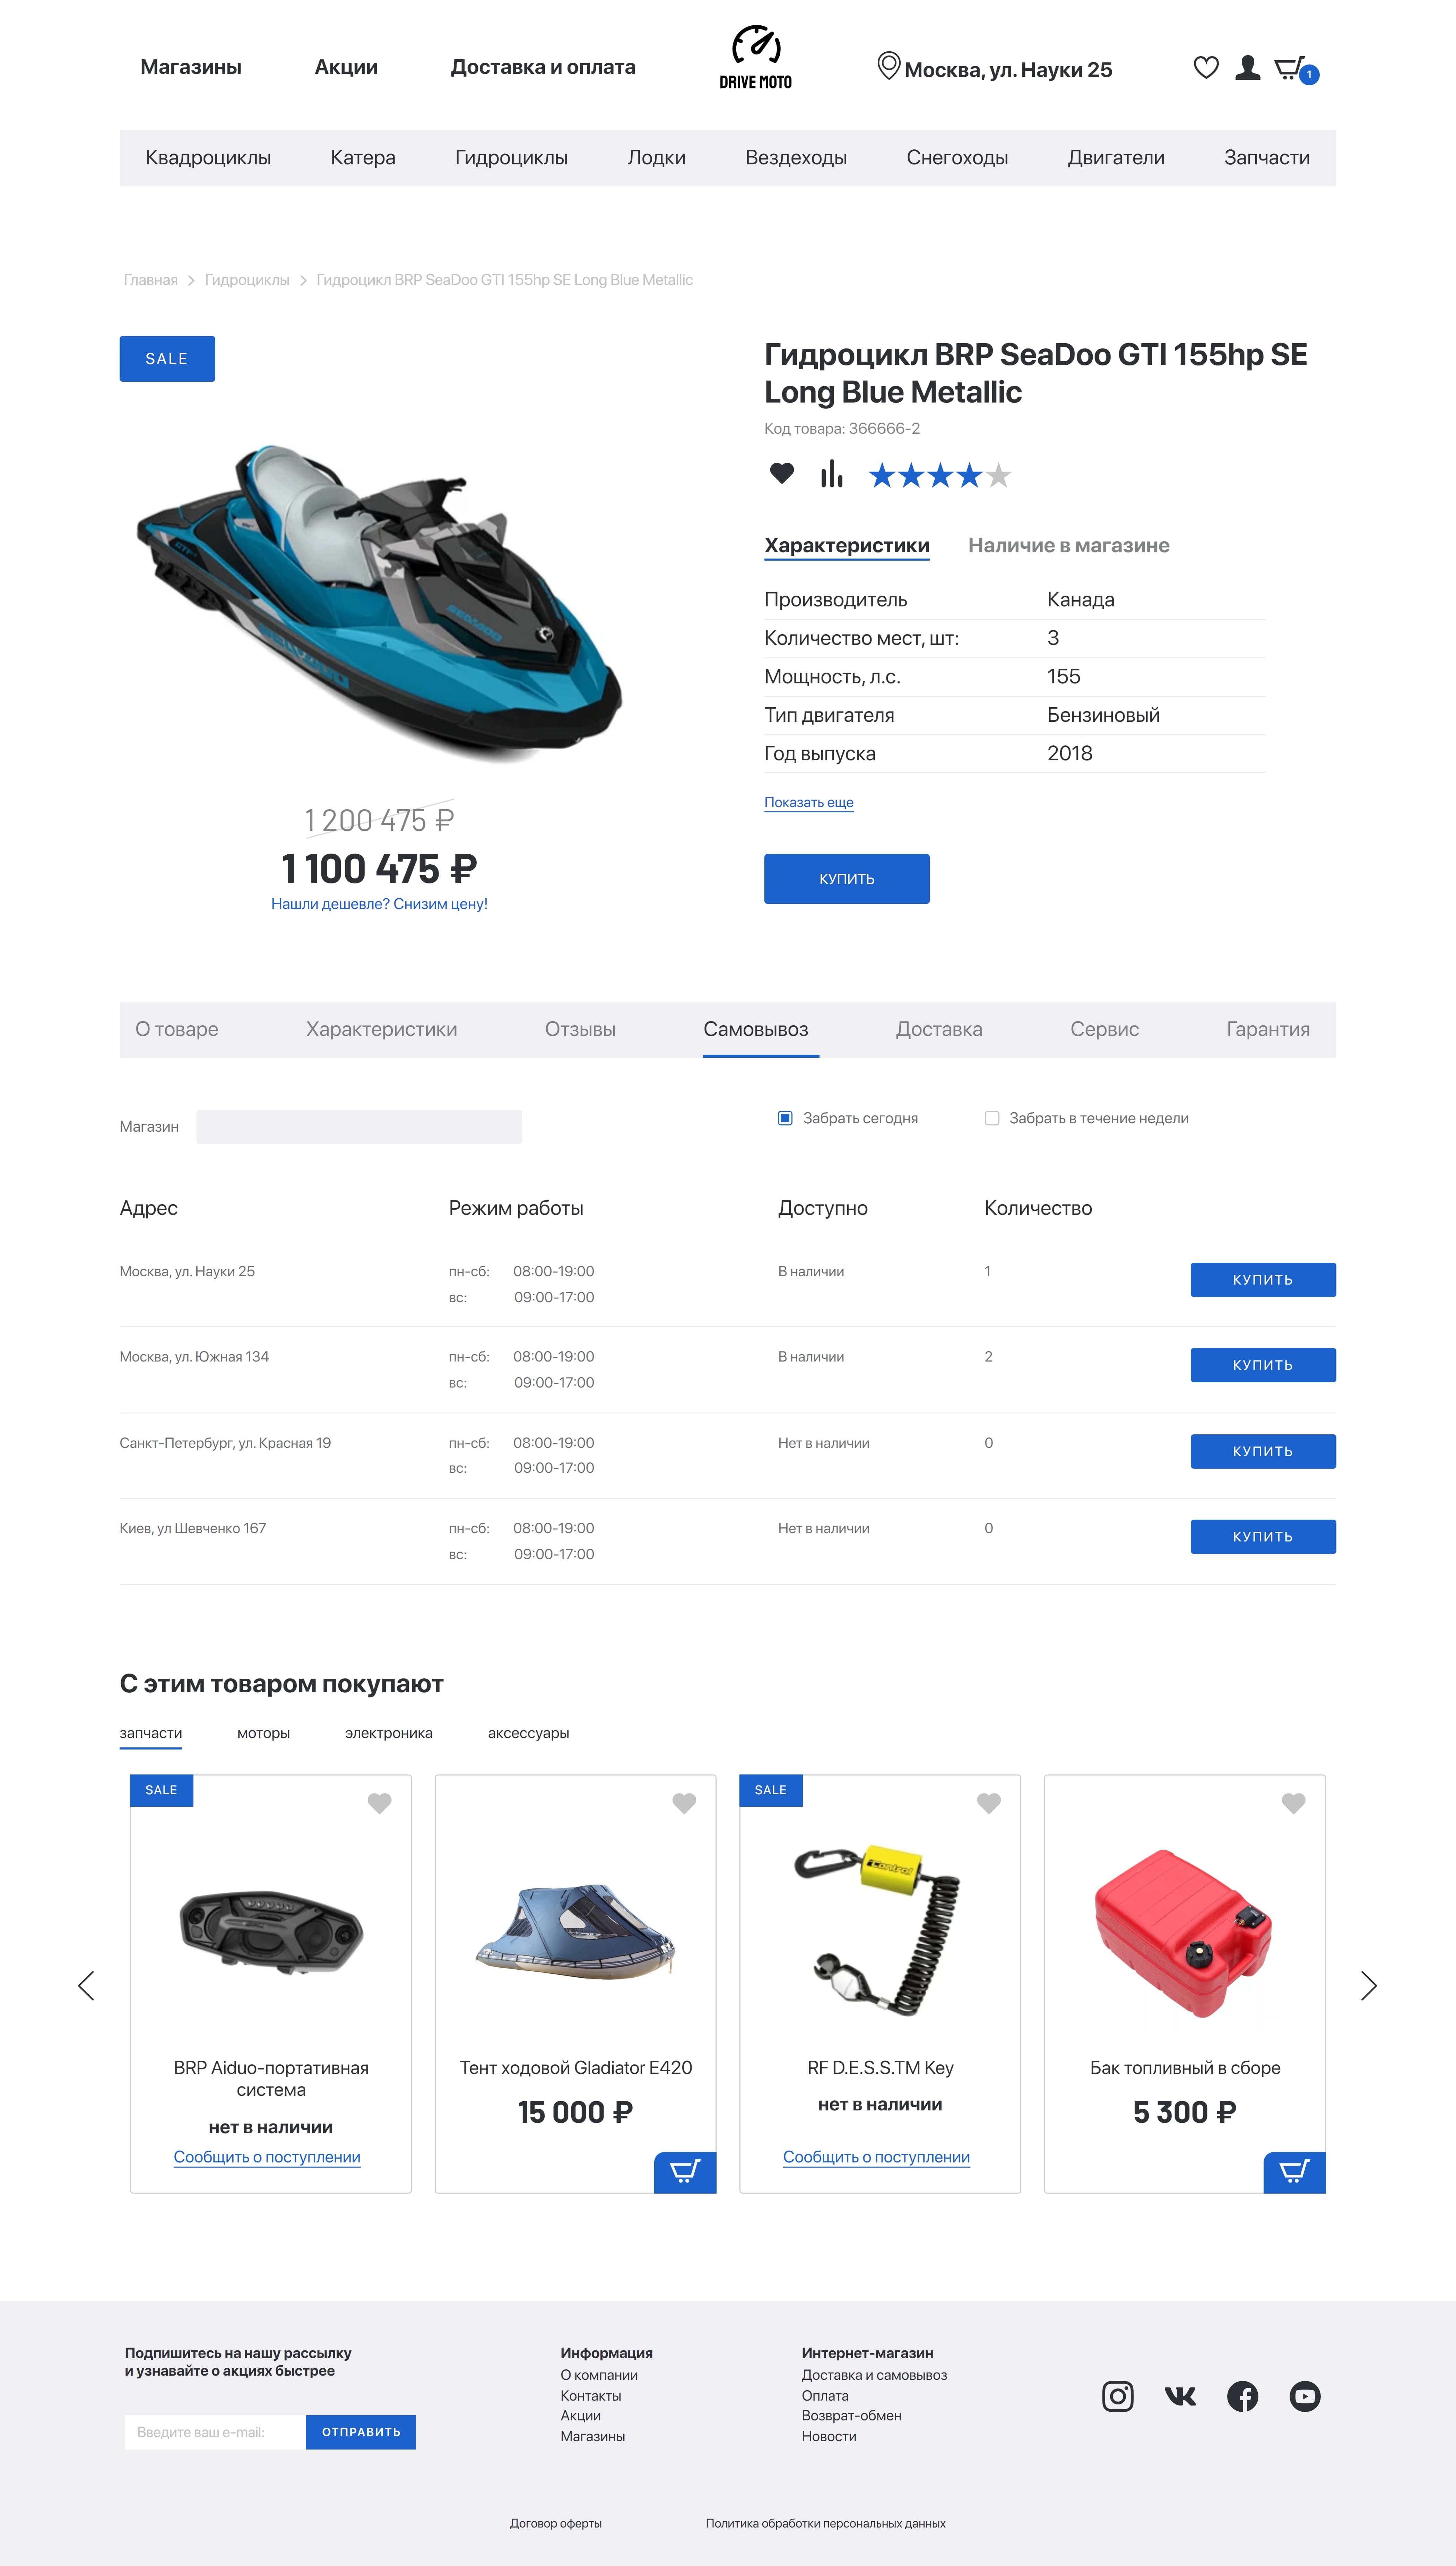 Магазины
Акции
Доставка и оплата
DRIVE MOTO
Москва, ул. Науки 25
1
Квадроциклы
Катера
Гидроциклы
Лодки
Вездеходы
Снегоходы
Двигатели
Запчасти
Главная > Гидроциклы > Гидроцикл BRP SeaDoo GTI 155hp SE Long Blue Metallic
SALE
GTI
SEADOO
SEADOO
1 200 475 ₽
1 100 475 ₽
Нашли дешевле? Снизим цену!
Гидроцикл BRP SeaDoo GTI 155hp SE
Long Blue Metallic
Код товара: 366666-2
Характеристики
Наличие в магазине
Производитель Канада
Количество мест, шт: 3
Мощность, л.с. 155
Тип двигателя Бензиновый
Год выпуска 2018
Показать еще
КУПИТЬ
О товаре
Характеристики
Отзывы
Самовывоз
Доставка
Сервис
Гарантия
Магазин
Забрать сегодня
Забрать в течение недели
Адрес Режим работы Доступно Количество
Москва, ул. Науки 25 пн-сб: 08:00-19:00 В наличии 1 КУПИТЬ
вс: 09:00-17:00
Москва, ул. Южная 134 пн-сб: 08:00-19:00 В наличии 2 КУПИТЬ
вс: 09:00-17:00
Санкт-Петербург, ул. Красная 19 пн-сб: 08:00-19:00 Нет в наличии 0 КУПИТЬ
вс: 09:00-17:00
Киев, ул Шевченко 167 пн-сб: 08:00-19:00 Нет в наличии 0 КУПИТЬ
вс: 09:00-17:00
С этим товаром покупают
запчасти
моторы
электроника
аксессуары
SALE
BRP Aiduo-портативная
система
нет в наличии
Сообщить о поступлении
Тент ходовой Gladiator E420
15 000 ₽
SALE
iControl
RF D.E.S.S.TM Key
нет в наличии
Сообщить о поступлении
Бак топливный в сборе
5 300 ₽
Подпишитесь на нашу рассылку
и узнавайте о акциях быстрее
Введите ваш e-mail:
ОТПРАВИТЬ
Информация
О компании
Контакты
Акции
Магазины
Интернет-магазин
Доставка и самовывоз
Оплата
Возврат-обмен
Новости
Договор оферты
Политика обработки персональных данных